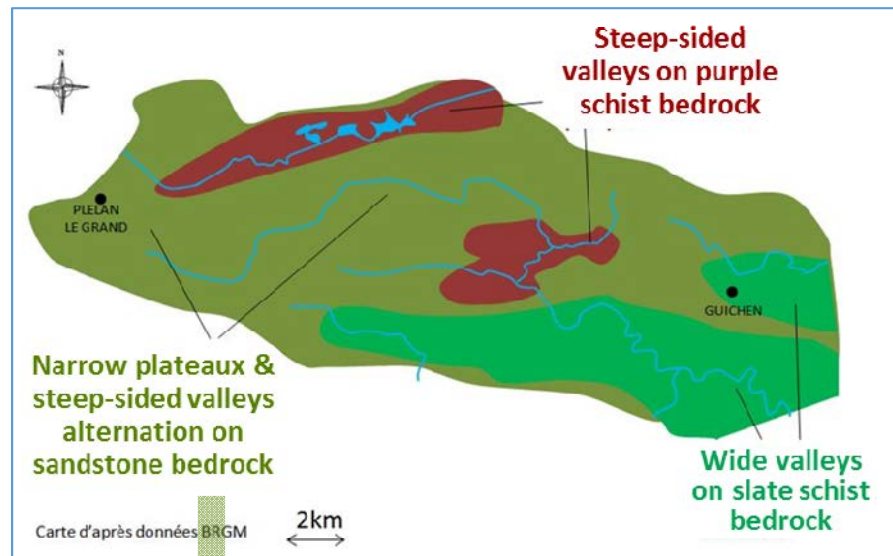 Steep-sided
valleys on purple
schist bedrock
N
PLELAN
LE GRAND
GUICHEN
Narrow plateaux &
steep-sided valleys
alternation on
sandstone bedrock
Wide valleys
on slate schist
bedrock
Carte d'après données BRGM
2km